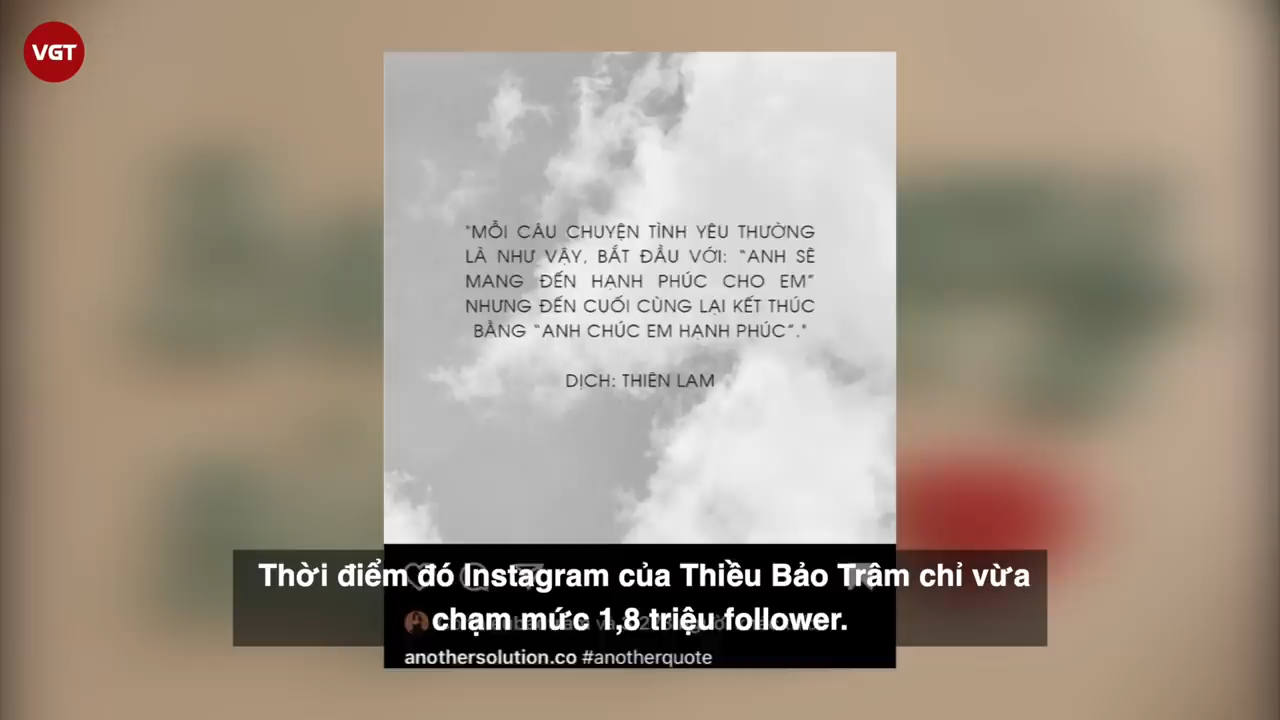 VGT
"MỖI CÂU CHUYỆN TÌNH YÊU THƯỜNG
LÀ NHƯ VẬY, BẮT ĐẦU VỚI: “ANH SẼ
MANG ĐẾN HẠNH PHÚC CHO EM”
NHƯNG ĐẾN CUỐI CÙNG LẠI KẾT THÚC
BẰNG “ANH CHÚC EM HẠNH PHÚC”."
DỊCH: THIÊN LAM
Thời điểm đó Instagram của Thiều Bảo Trâm chỉ vừa
chạm mức 1,8 triệu follower.
anothersolution.co #anotherquote